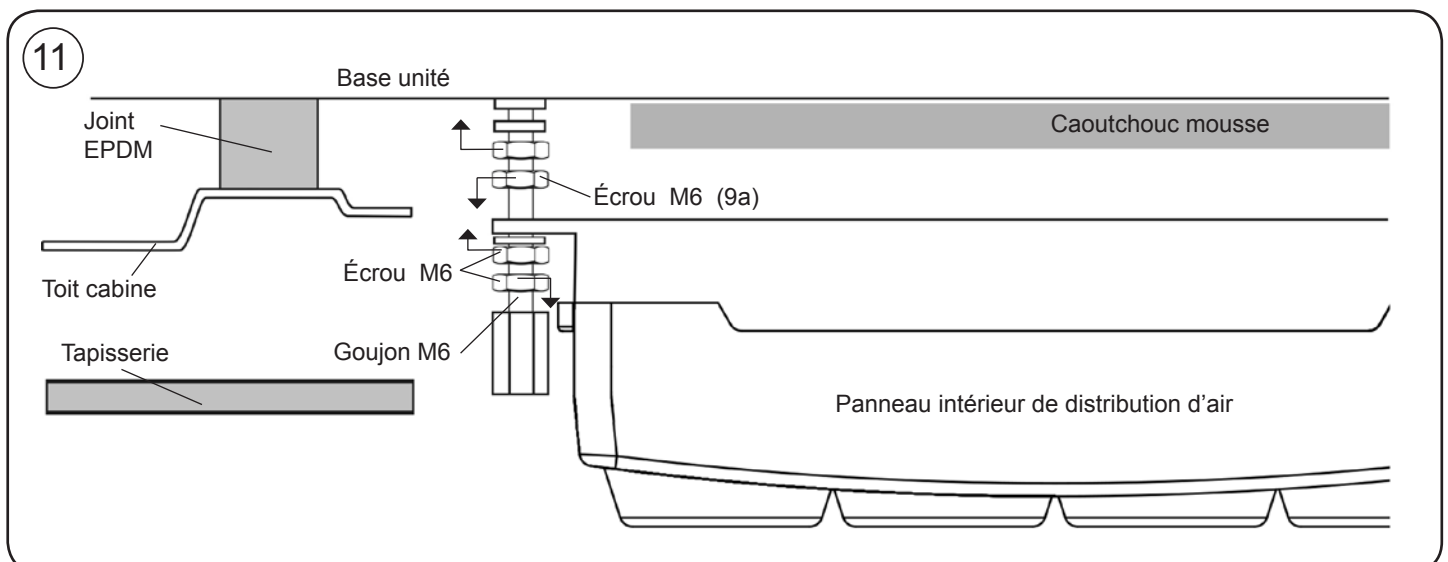 11
Base unité
Joint
EPDM
Caoutchouc mousse
Écrou M6 (9a)
Écrou M6
Toit cabine
Tapisserie
Goujon M6
Panneau intérieur de distribution d’air